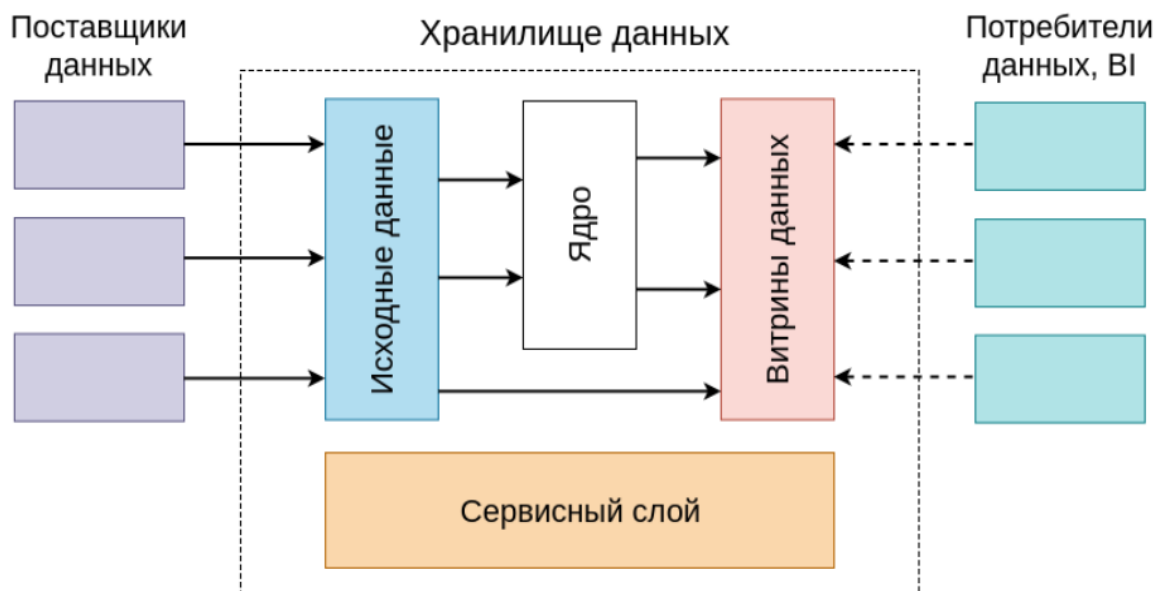 Поставщики
данных
Хранилище данных
Потребители
данных, BI
Исходные данные
Ядро
Витрины данных
Сервисный слой